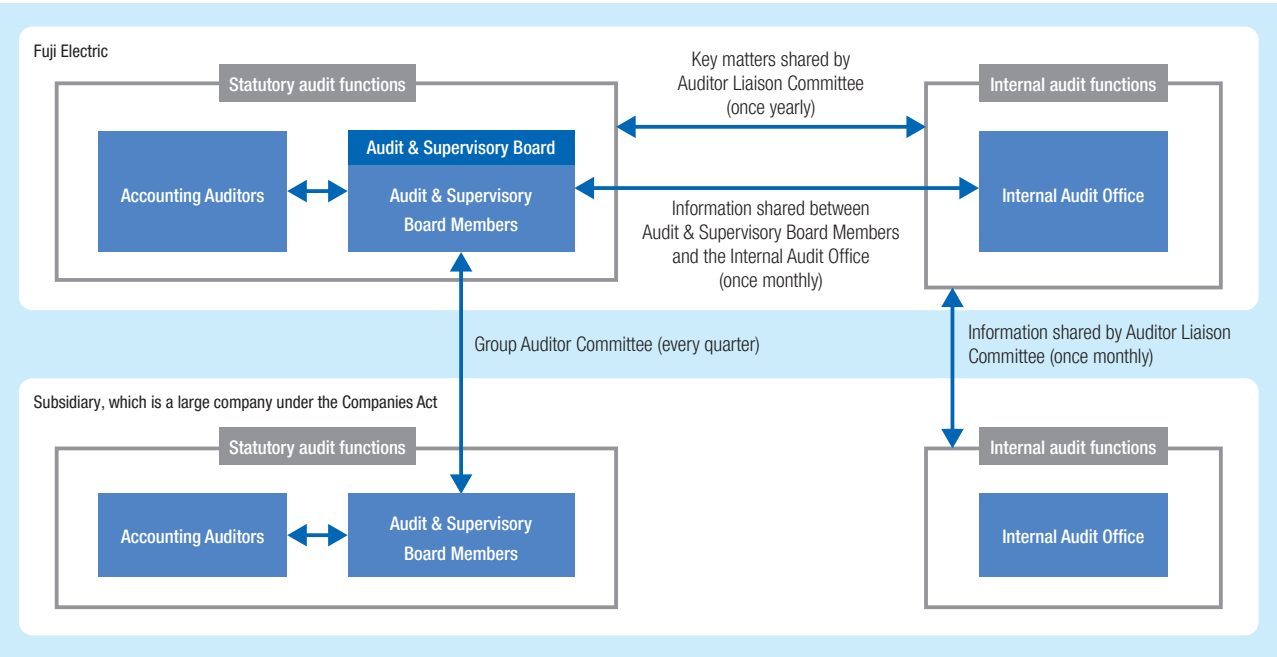 Fuji Electric
Statutory audit functions
Accounting Auditors
Audit & Supervisory Board
Audit & Supervisory
Board Members
Key matters shared by
Auditor Liaison Committee
(once yearly)
Information shared between
Audit & Supervisory Board Members
and the Internal Audit Office
(once monthly)
Internal audit functions
Internal Audit Office
Group Auditor Committee (every quarter)
Information shared by Auditor Liaison
Committee (once monthly)
Subsidiary, which is a large company under the Companies Act
Statutory audit functions
Accounting Auditors
Audit & Supervisory
Board Members
Internal audit functions
Internal Audit Office